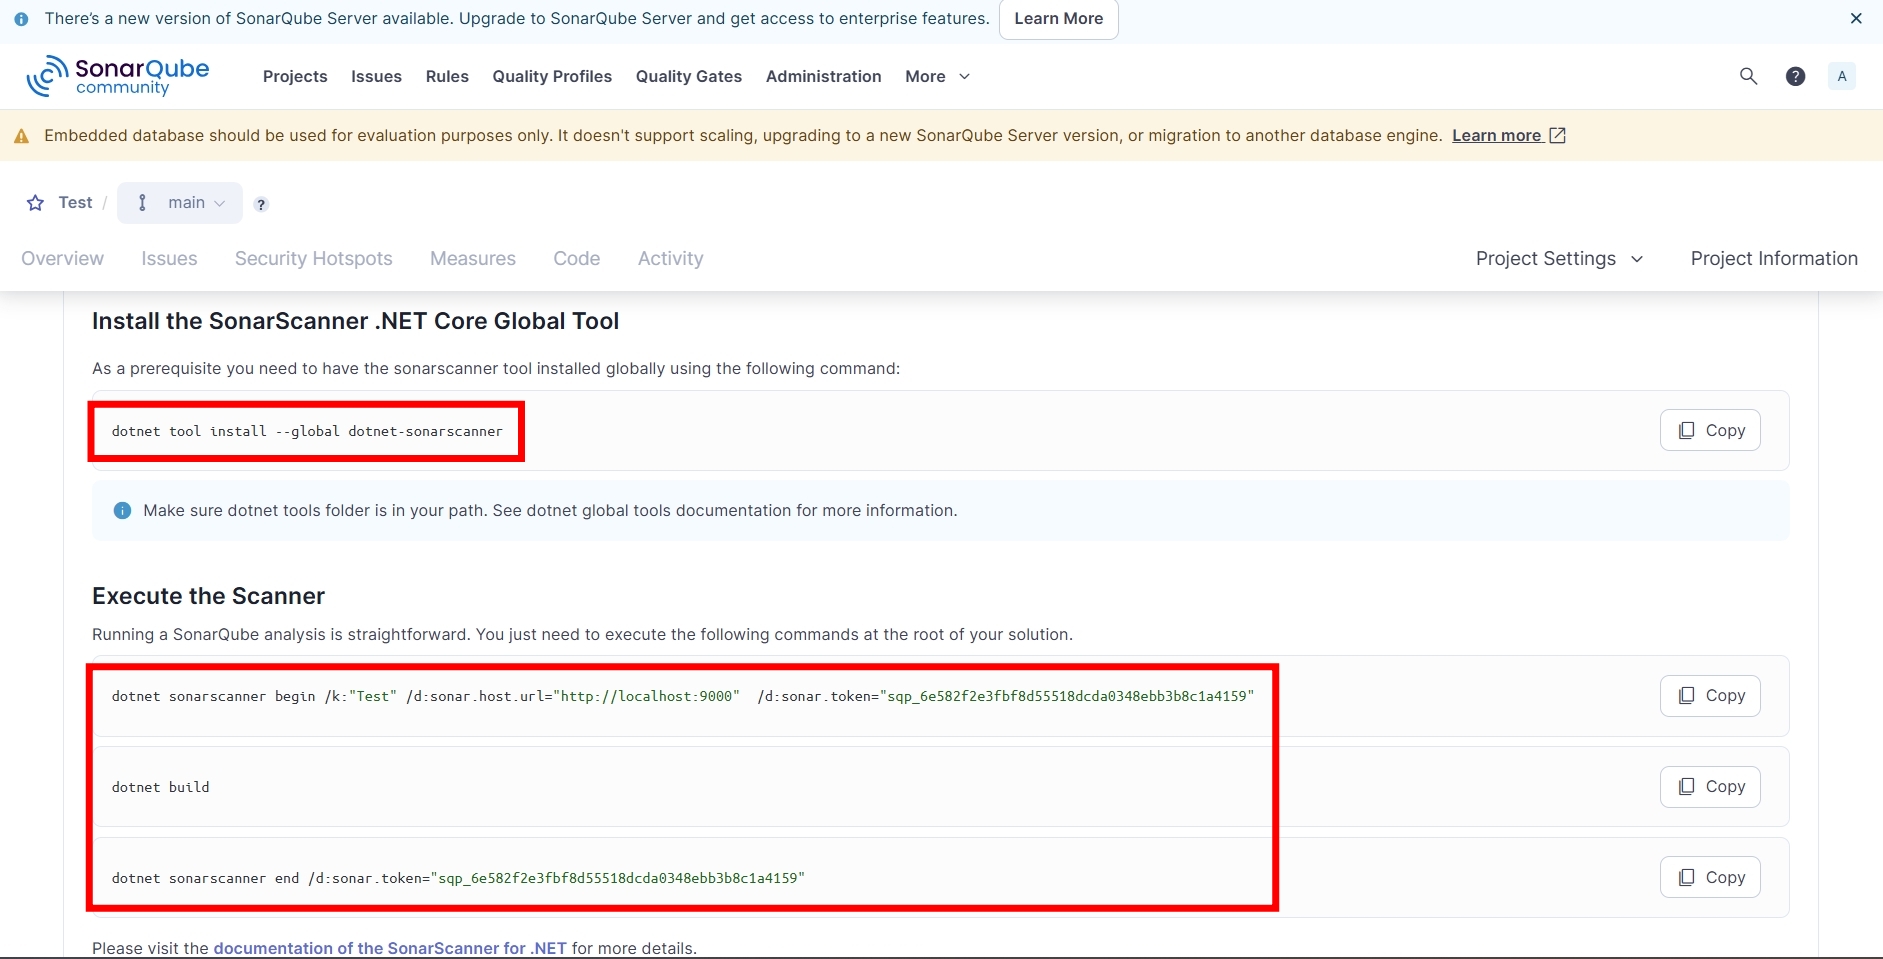 There's a new version of SonarQube Server available. Upgrade to SonarQube Server and get access to enterprise features. Learn More
SonarQube community Projects Issues Rules Quality Profiles Quality Gates Administration More ? A
Embedded database should be used for evaluation purposes only. It doesn't support scaling, upgrading to a new SonarQube Server version, or migration to another database engine. Learn more
Test / main ?
Overview Issues Security Hotspots Measures Code Activity Project Settings Project Information
Install the SonarScanner .NET Core Global Tool
As a prerequisite you need to have the sonarscanner tool installed globally using the following command:
dotnet tool install --global dotnet-sonarscanner Copy
Make sure dotnet tools folder is in your path. See dotnet global tools documentation for more information.
Execute the Scanner
Running a SonarQube analysis is straightforward. You just need to execute the following commands at the root of your solution.
dotnet sonarscanner begin /k:"Test" /d:sonar.host.url="http://localhost:9000" /d:sonar.token="sqp_6e582f2e3fbf8d55518dcda0348ebb3b8c1a4159" Copy
dotnet build Copy
dotnet sonarscanner end /d:sonar.token="sqp_6e582f2e3fbf8d55518dcda0348ebb3b8c1a4159" Copy
Please visit the documentation of the SonarScanner for .NET for more details.